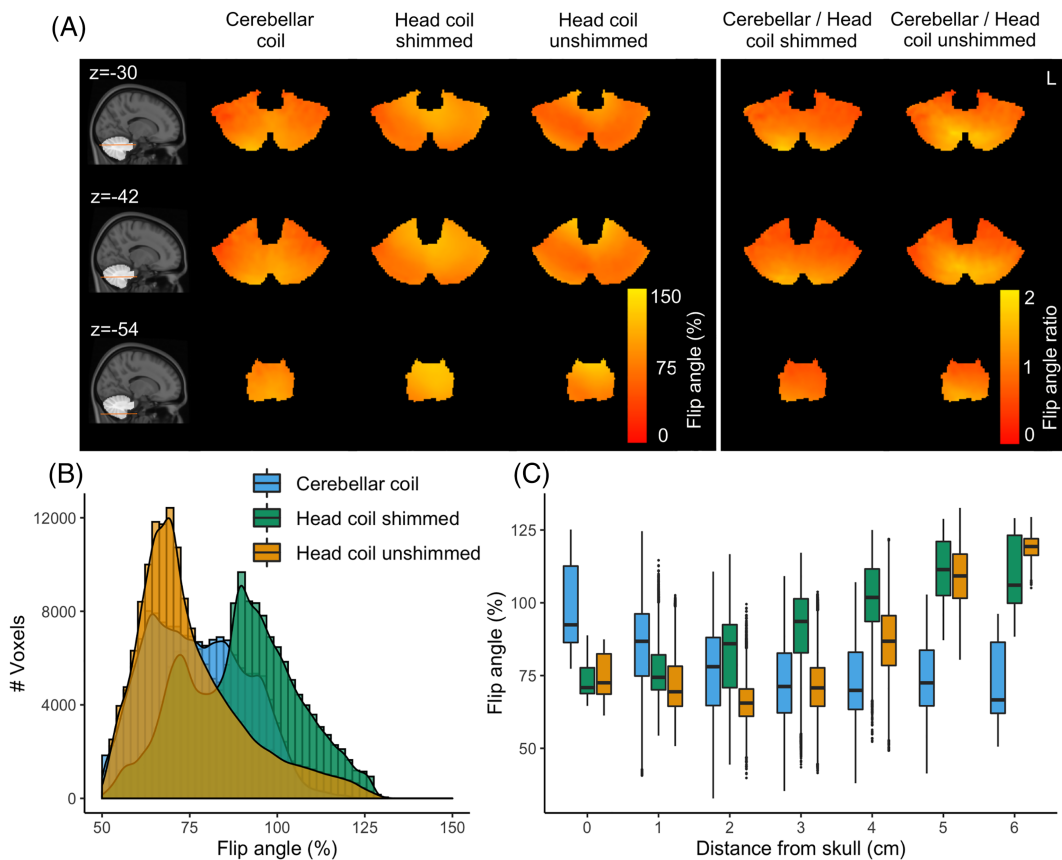 (A)
Cerebellar
coil
Head coil
shimmed
Head coil
unshimmed
Cerebellar / Head
coil shimmed
Cerebellar / Head
coil unshimmed
z=-30
L
z=-42
z=-54
150
75
0
Flip angle (%)
2
1
0
Flip angle ratio
(B)
Cerebellar coil
Head coil shimmed
Head coil unshimmed
12000
8000
4000
0
# Voxels
50
75
100
125
150
Flip angle (%)
(C)
125
100
75
50
Flip angle (%)
0
1
2
3
4
5
6
Distance from skull (cm)